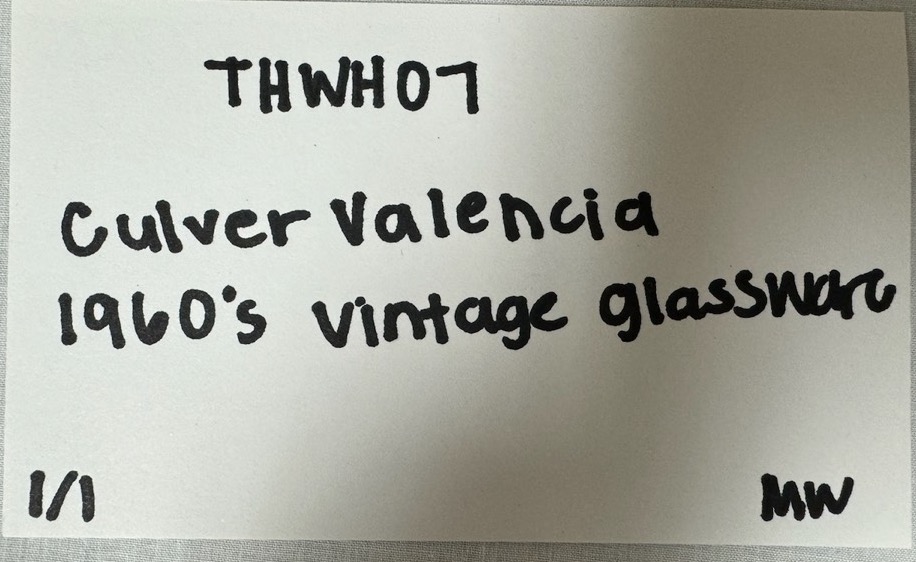 THWH07
Culver Valencia
1960's vintage glassware
1/1
MW